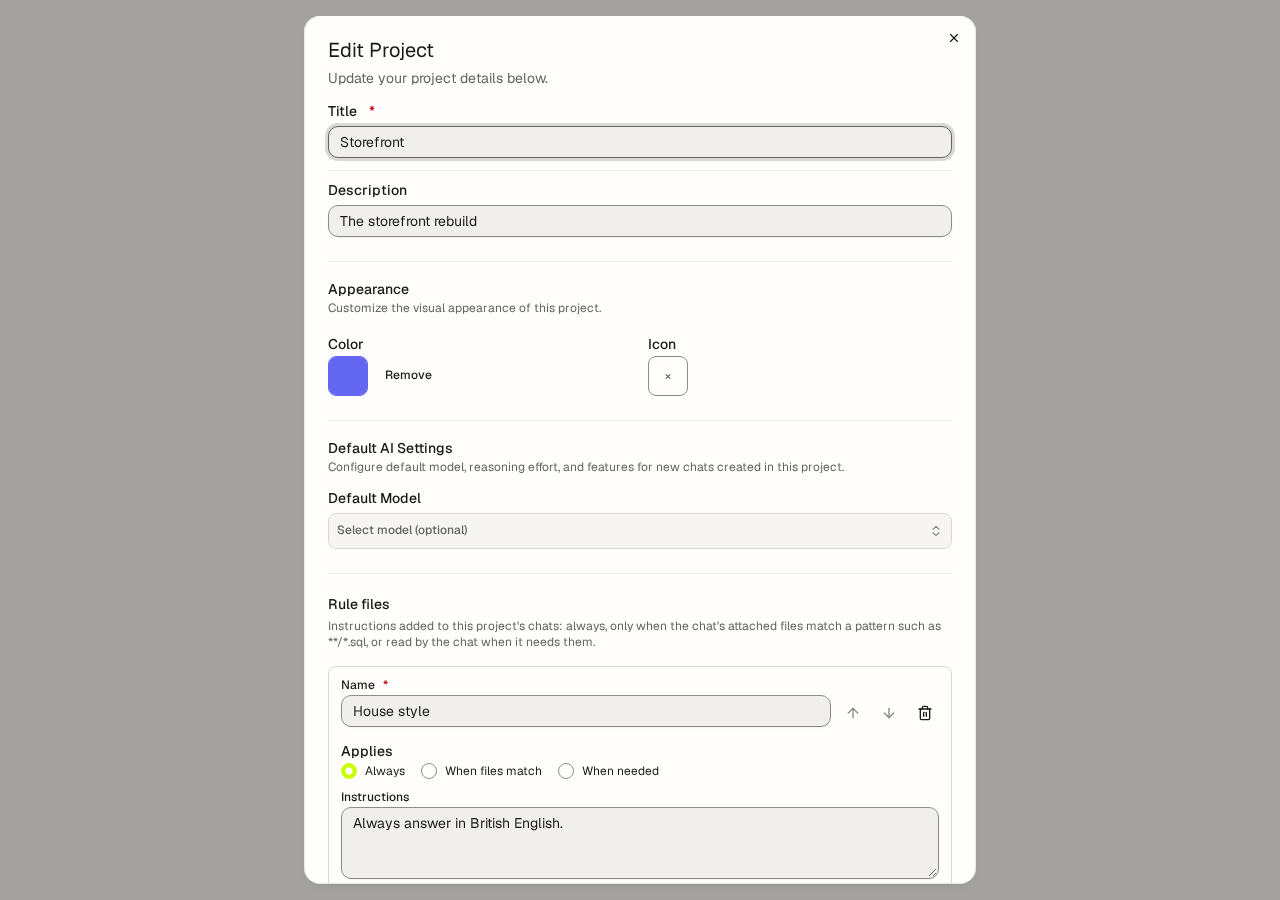 Edit Project
Update your project details below.
Title *
Storefront
Description
The storefront rebuild
Appearance
Customize the visual appearance of this project.
Color
Icon
Remove
Default AI Settings
Configure default model, reasoning effort, and features for new chats created in this project.
Default Model
Select model (optional)
Rule files
Instructions added to this project's chats: always, only when the chat's attached files match a pattern such as
**/*.sql, or read by the chat when it needs them.
Name *
House style
Applies
Always
When files match
When needed
Instructions
Always answer in British English.